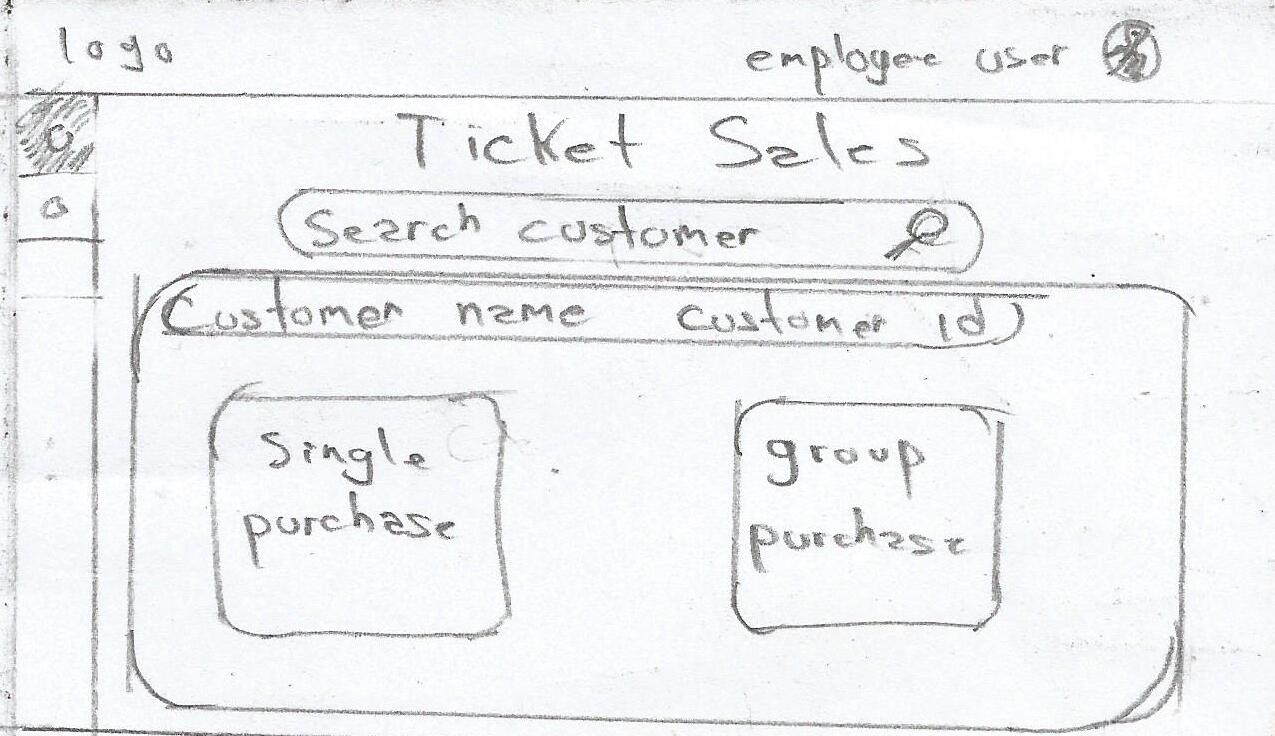 logo employee user
Ticket Sales
Search customer
Customer name customer id
Single purchase
group purchase